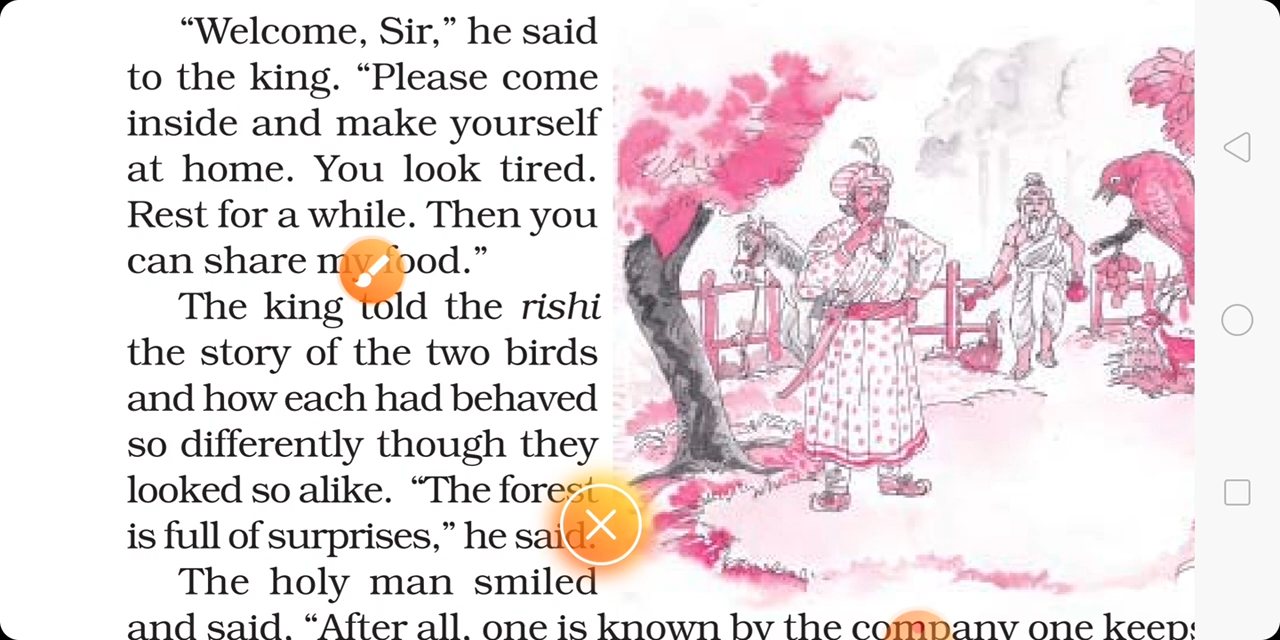 “Welcome, Sir,” he said
to the king. “Please come
inside and make yourself
at home. You look tired.
Rest for a while. Then you
can share my food.”
The king told the rishi
the story of the two birds
and how each had behaved
so differently though they
looked so alike. “The forest
is full of surprises,” he said.
The holy man smiled
and said, “After all, one is known by the company one keeps